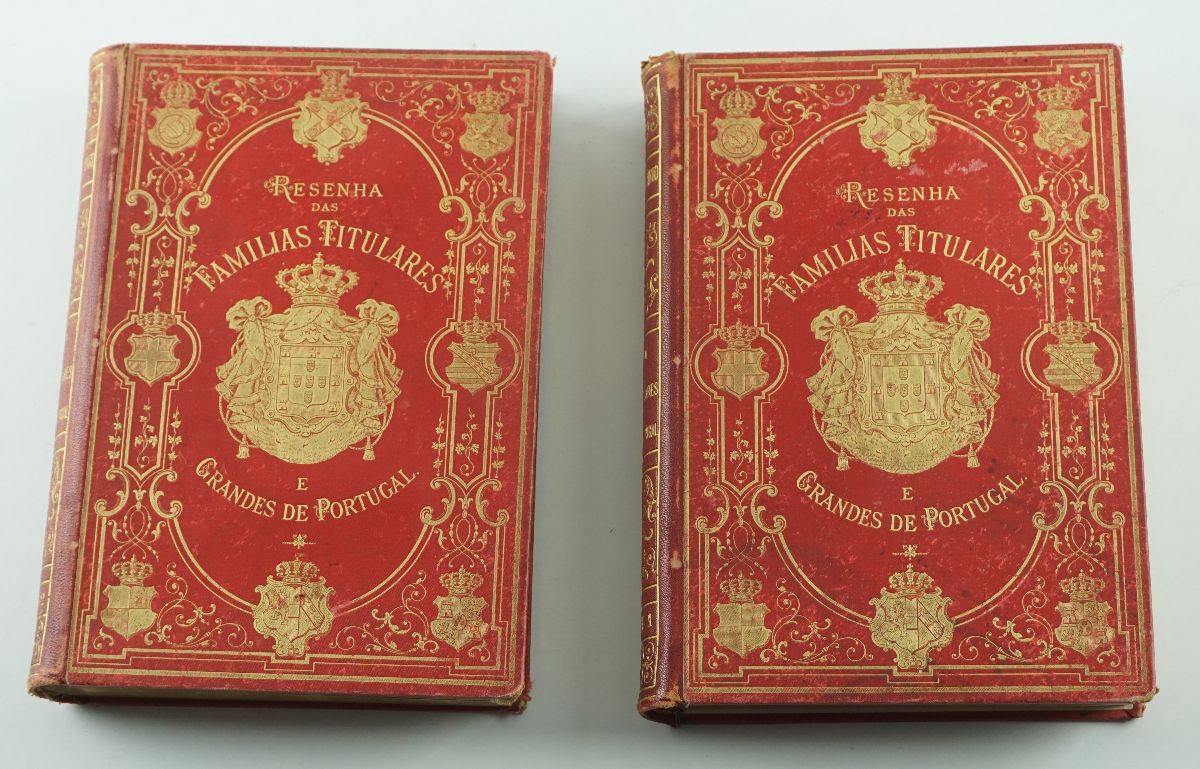 RESENHA
DAS
FAMILIAS TITULARES
E
GRANDES DE PORTUGAL.
RESENHA
DAS
FAMILIAS TITULARES
E
GRANDES DE PORTUGAL.